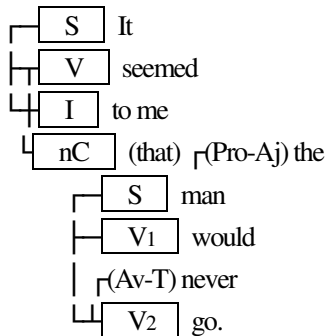 S It
V seemed
I to me
nC (that) (Pro-Aj) the
S man
V1 would
(Av-T) never
V2 go.